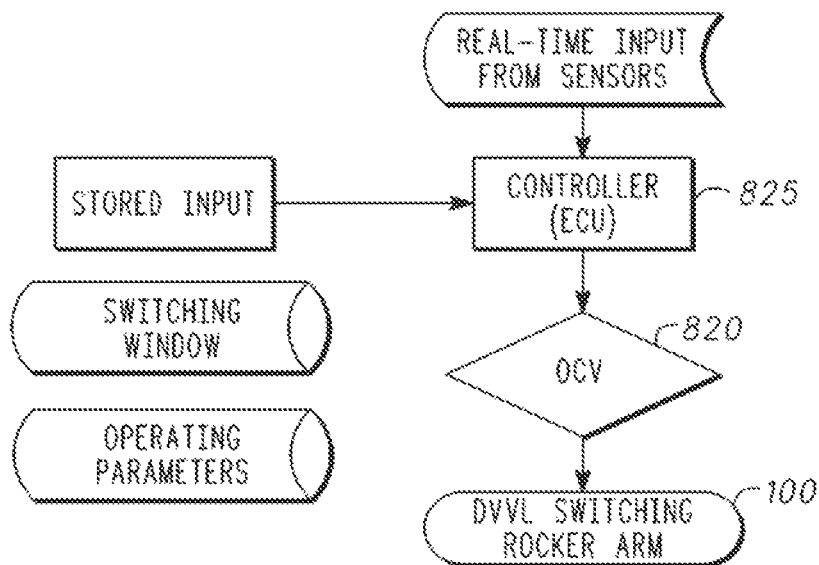 REAL-TIME INPUT
FROM SENSORS
STORED INPUT
CONTROLLER
(ECU)
825
SWITCHING
WINDOW
820
OCV
OPERATING
PARAMETERS
100
DVVL SWITCHING
ROCKER ARM